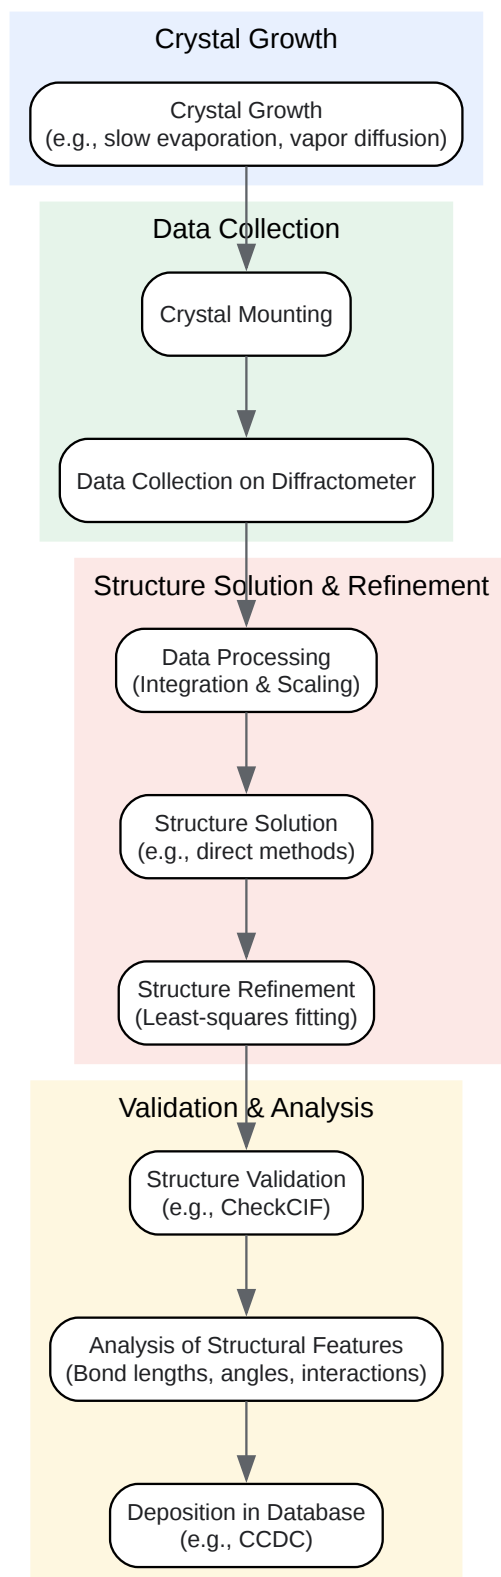 Crystal Growth
Crystal Growth
(e.g., slow evaporation, vapor diffusion)
Data Collection
Crystal Mounting
Data Collection on Diffractometer
Structure Solution & Refinement
Data Processing
(Integration & Scaling)
Structure Solution
(e.g., direct methods)
Structure Refinement
(Least-squares fitting)
Validation & Analysis
Structure Validation
(e.g., CheckCIF)
Analysis of Structural Features
(Bond lengths, angles, interactions)
Deposition in Database
(e.g., CCDC)